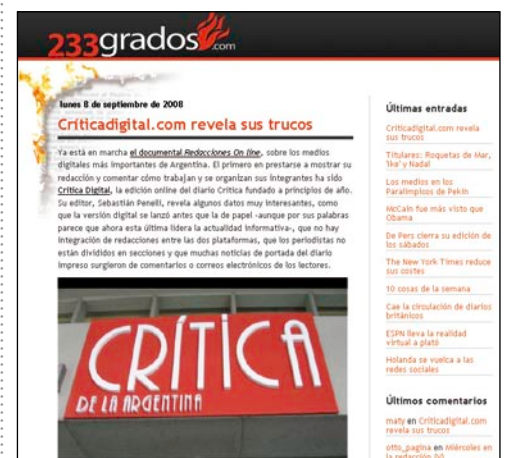 233grados.com
lunes 8 de septiembre de 2008
Críticadigital.com revela sus trucos
Ya está en marcha el documental Redacciones On line, sobre los medios
digitales más importantes de Argentina. El primero en prestarse a mostrar su
redacción y comentar cómo trabajan y se organizan sus integrantes ha sido
Crítica Digital, la edición online del diario Crítica fundado a principios de año.
Su editor, Sebastián Penelli, revela algunos datos muy interesantes, como
que la versión digital se lanzó antes que la de papel -aunque por sus palabras
parece que ahora esta última lidera la actualidad informativa-, que no hay
integración de redacciones entre las dos plataformas, que los periodistas no
están divididos en secciones y que muchas noticias de portada del diario
impreso surgieron de comentarios o correos electrónicos de los lectores.
CRÍTICA
DE LA ARGENTINA
Últimas entradas
Criticadigital.com revela
sus trucos
Titulares: Roquetas de Mar,
'Ike' y Nadal
Los medios en los
Paralímpicos de Pekín
McCain fue más visto que
Obama
De Pers cierra su edición de
los sábados
The New York Times reduce
sus costes
10 cosas de la semana
Cae la circulación de diarios
británicos
ESPN lleva la realidad
virtual a plató
Holanda se vuelca a las
redes sociales
Últimos comentarios
maty en Criticadigital.com
revela sus trucos
otto_pagina en Miércoles en
la redacción (V)